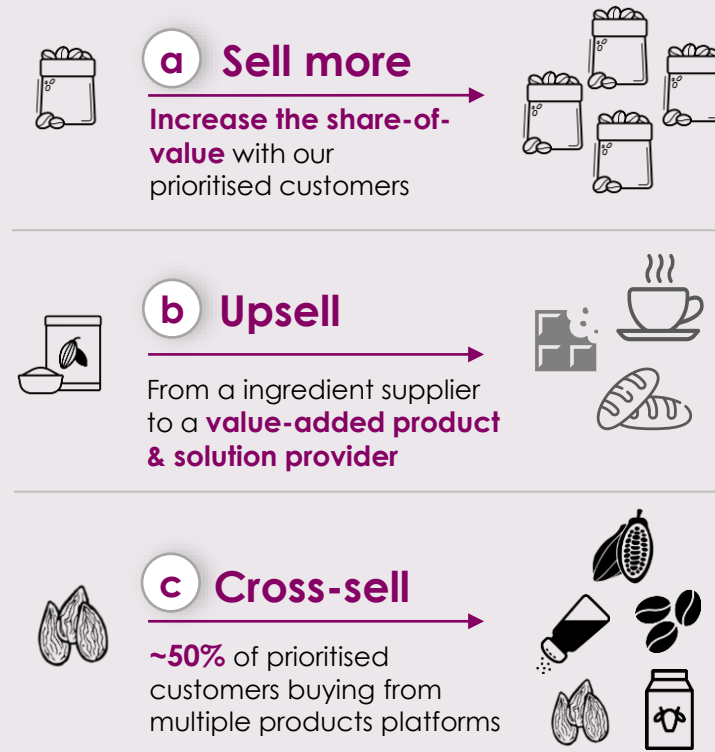 a Sell more
Increase the share-of-
value with our
prioritised customers
b Upsell
From a ingredient supplier
to a value-added product
& solution provider
c Cross-sell
~50% of prioritised
customers buying from
multiple products platforms